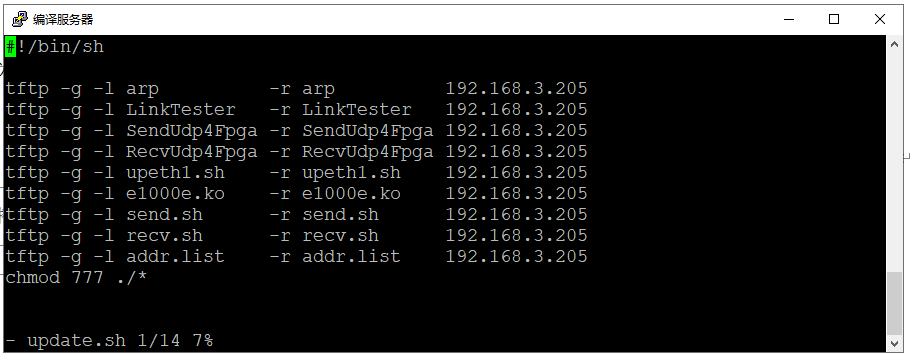 编译服务器
#!/bin/sh
tftp -g -l arp          -r arp          192.168.3.205
tftp -g -l LinkTester   -r LinkTester   192.168.3.205
tftp -g -l SendUdp4Fpga -r SendUdp4Fpga 192.168.3.205
tftp -g -l RecvUdp4Fpga -r RecvUdp4Fpga 192.168.3.205
tftp -g -l upeth1.sh    -r upeth1.sh    192.168.3.205
tftp -g -l e1000e.ko    -r e1000e.ko    192.168.3.205
tftp -g -l send.sh      -r send.sh      192.168.3.205
tftp -g -l recv.sh      -r recv.sh      192.168.3.205
tftp -g -l addr.list    -r addr.list    192.168.3.205
chmod 777 ./*
- update.sh 1/14 7%